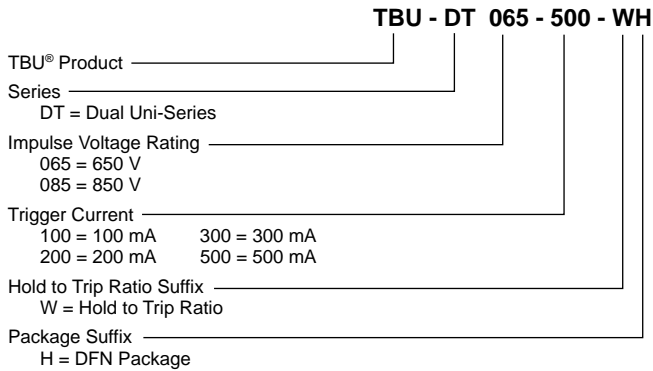 TBU - DT 065 - 500 - WH
TBU® Product
Series
DT = Dual Uni-Series
Impulse Voltage Rating
065 = 650 V
085 = 850 V
Trigger Current
100 = 100 mA 300 = 300 mA
200 = 200 mA 500 = 500 mA
Hold to Trip Ratio Suffix
W = Hold to Trip Ratio
Package Suffix
H = DFN Package